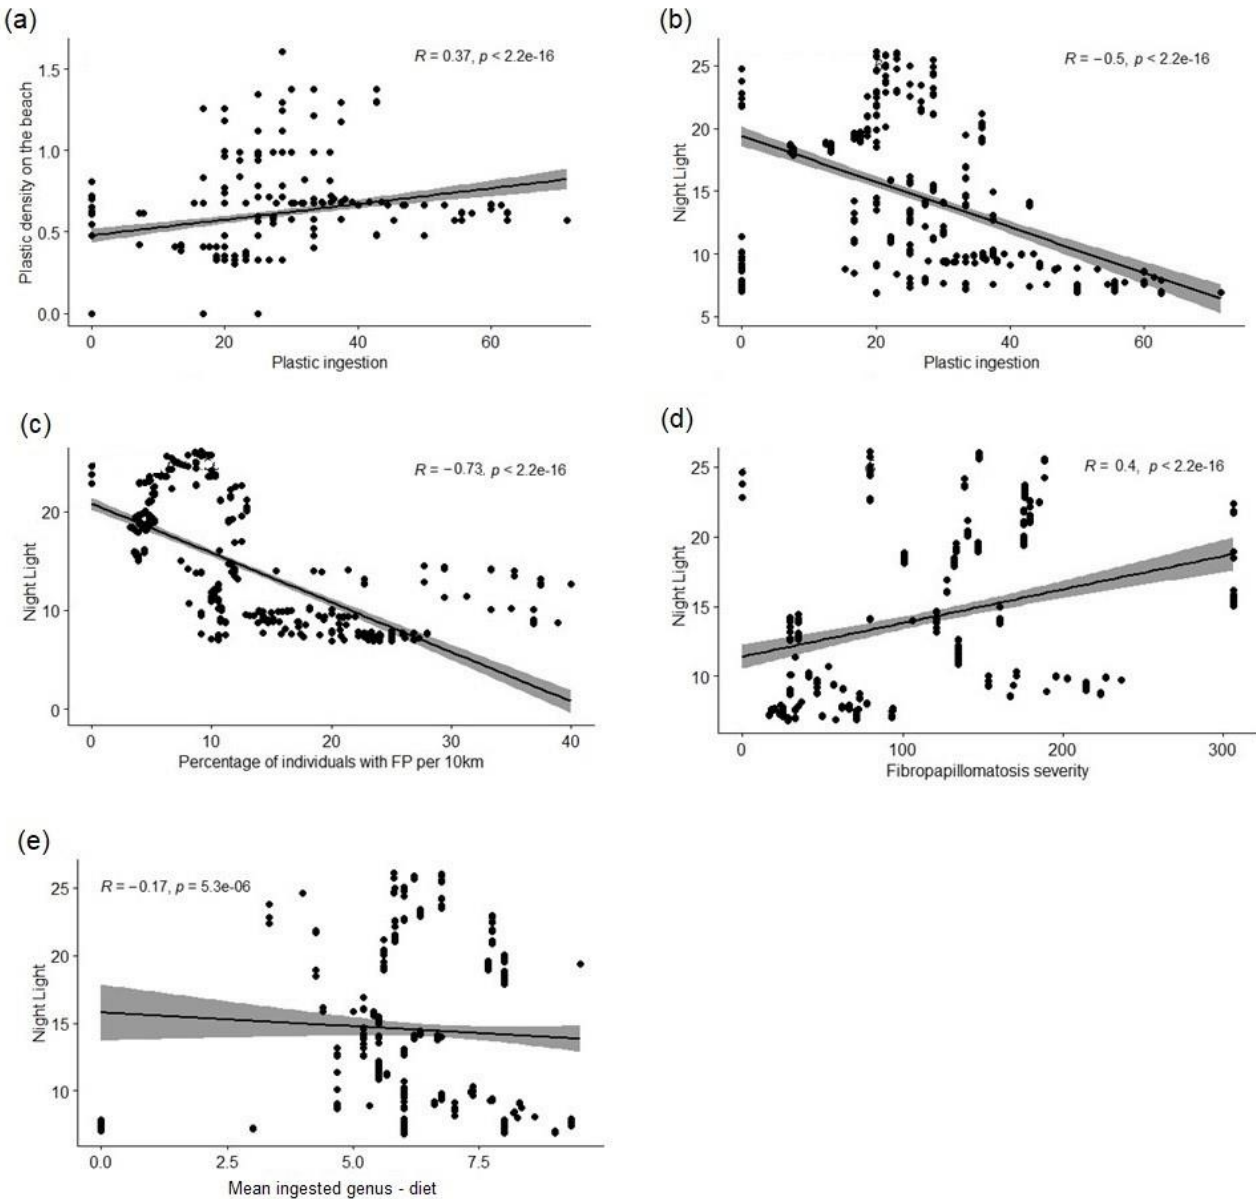 (a)
R = 0.37, p < 2.2e-16
Plastic density on the beach
1.5
1.0
0.5
0.0
0 20 40 60
Plastic ingestion
(b)
R = −0.5, p < 2.2e-16
Night Light
25
20
15
10
5
0 20 40 60
Plastic ingestion
(c)
R = −0.73, p < 2.2e-16
Night Light
20
10
0
0 10 20 30 40
Percentage of individuals with FP per 10km
(d)
R = 0.4, p < 2.2e-16
Night Light
25
20
15
10
0 100 200 300
Fibropapillomatosis severity
(e)
R = −0.17, p = 5.3e-06
Night Light
25
20
15
10
0.0 2.5 5.0 7.5
Mean ingested genus - diet